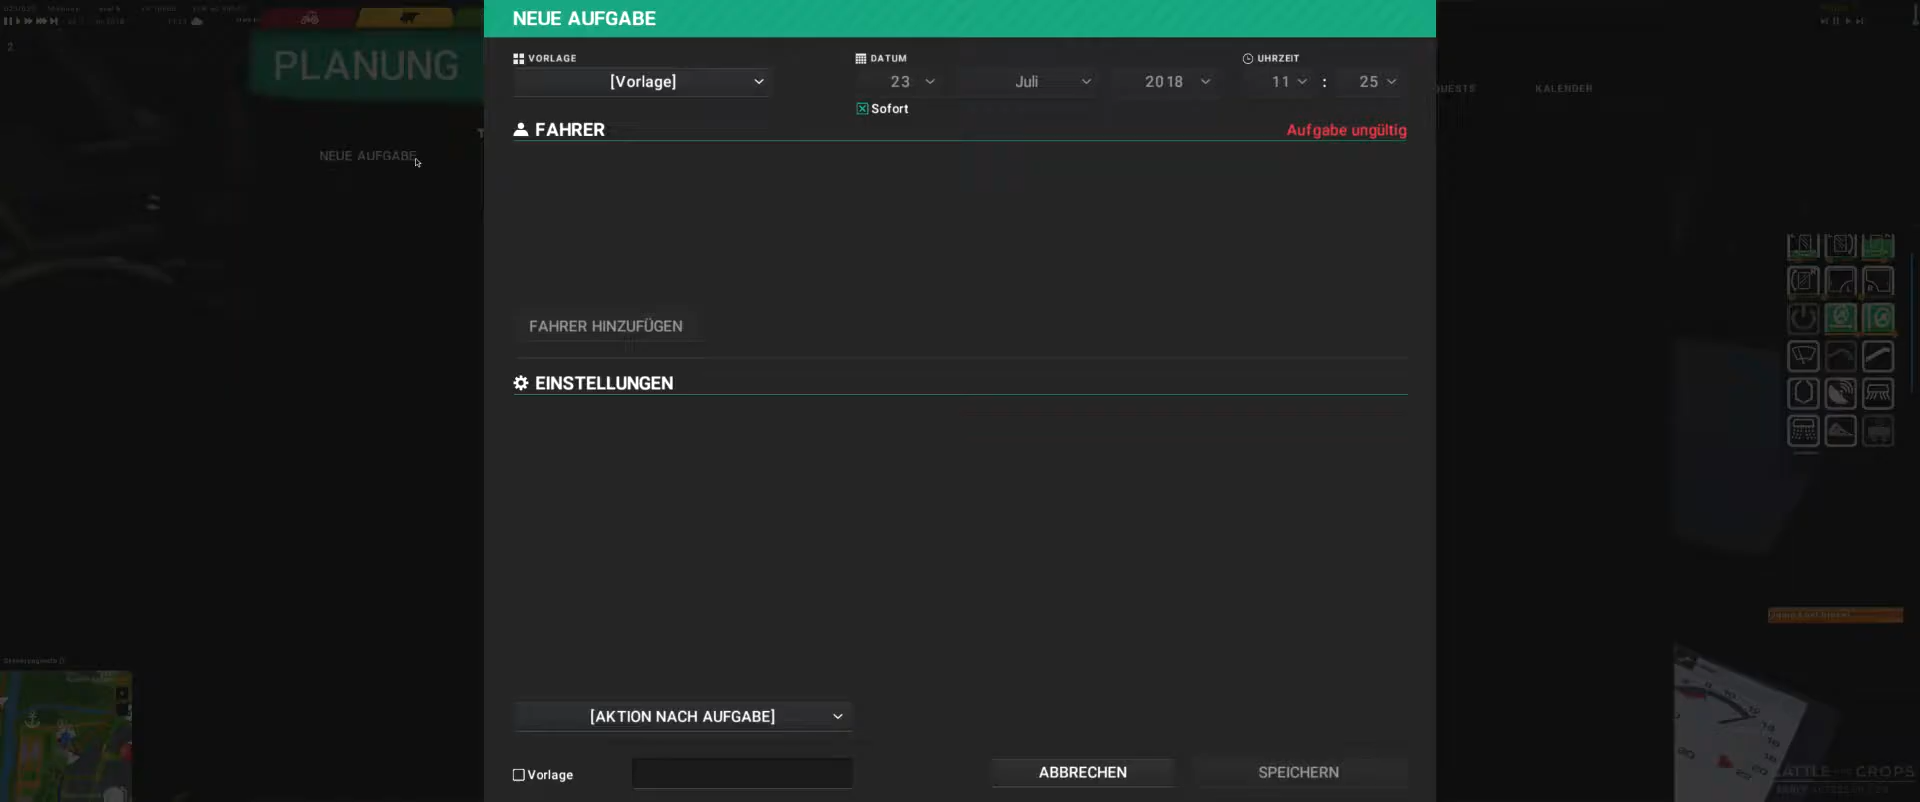 NEUE AUFGABE
VORLAGE
DATUM
UHRZEIT
PLANUNG
[Vorlage]
23
Juli
2018
11 : 25
KALENDER
Sofort
FAHRER
Aufgabe ungültig
NEUE AUFGABE
FAHRER HINZUFÜGEN
EINSTELLUNGEN
[AKTION NACH AUFGABE]
Vorlage
ABBRECHEN
SPEICHERN